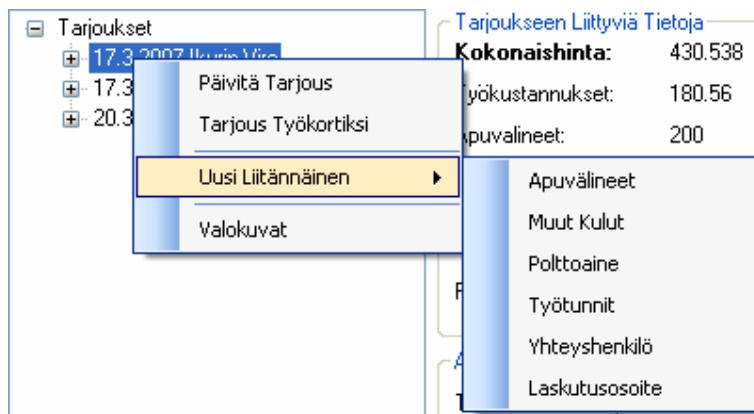 Tarjoukset
17.3.2007 Ikurin Vire
17.3
20.3
Päivitä Tarjous
Tarjous Työkortiksi
Uusi Liitännäinen
Valokuvat
Tarjoukseen Liittyviä Tietoja
Kokonaishinta: 430.538
Työkustannukset: 180.56
Apuvalineet: 200
Apuvälineet
Muut Kulut
Polttoaine
Työtunnit
Yhteyshenkilö
Laskutusosoite